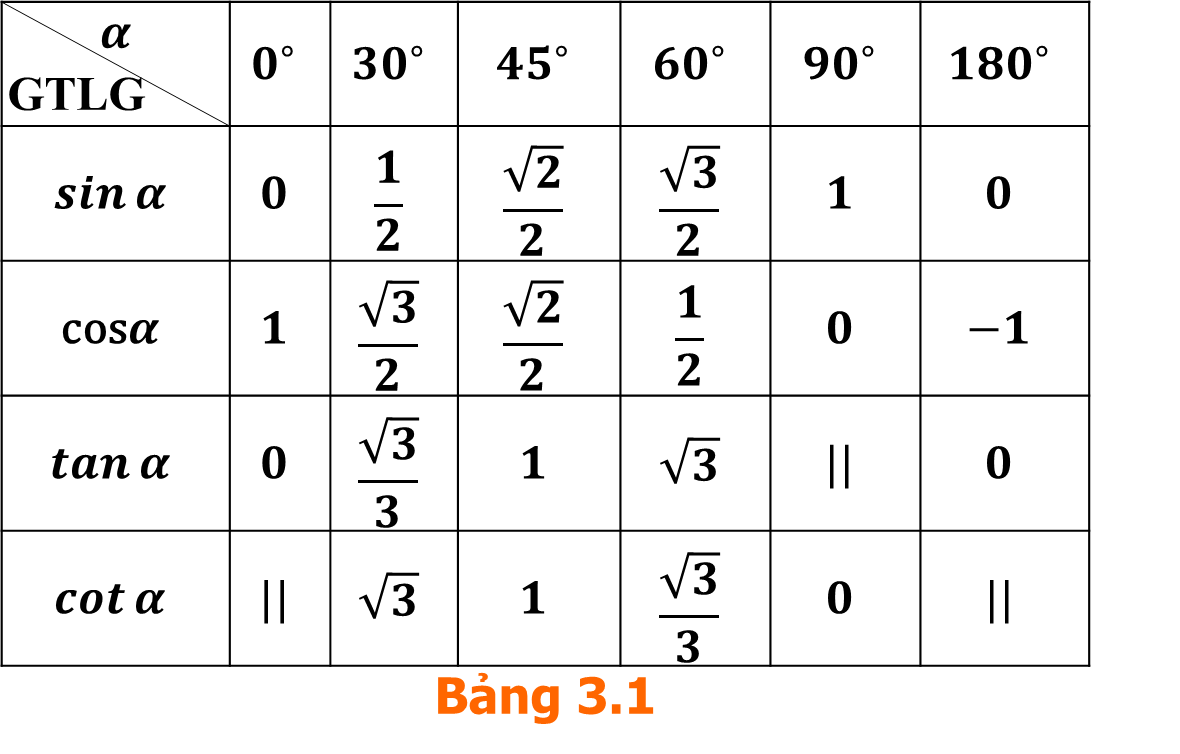 α
GTLG 0° 30° 45° 60° 90° 180°
sin α 0 1/2 √2/2 √3/2 1 0
cosα 1 √3/2 √2/2 1/2 0 −1
tan α 0 √3/3 1 √3 || 0
cot α || √3 1 √3/3 0 ||
Bảng 3.1